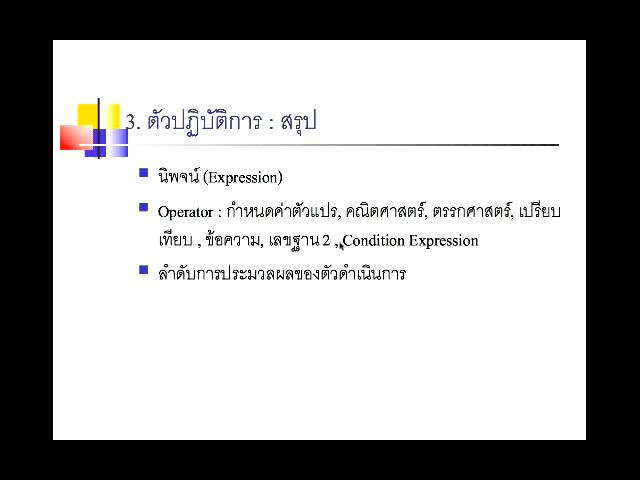 3. ตัวปฏิบัติการ : สรุป
นิพจน์ (Expression)
Operator : กำหนดค่าตัวแปร, คณิตศาสตร์, ตรรกศาสตร์, เปรียบ
เทียบ , ข้อความ, เลขฐาน 2 , Condition Expression
ลำดับการประมวลผลของตัวดำเนินการ